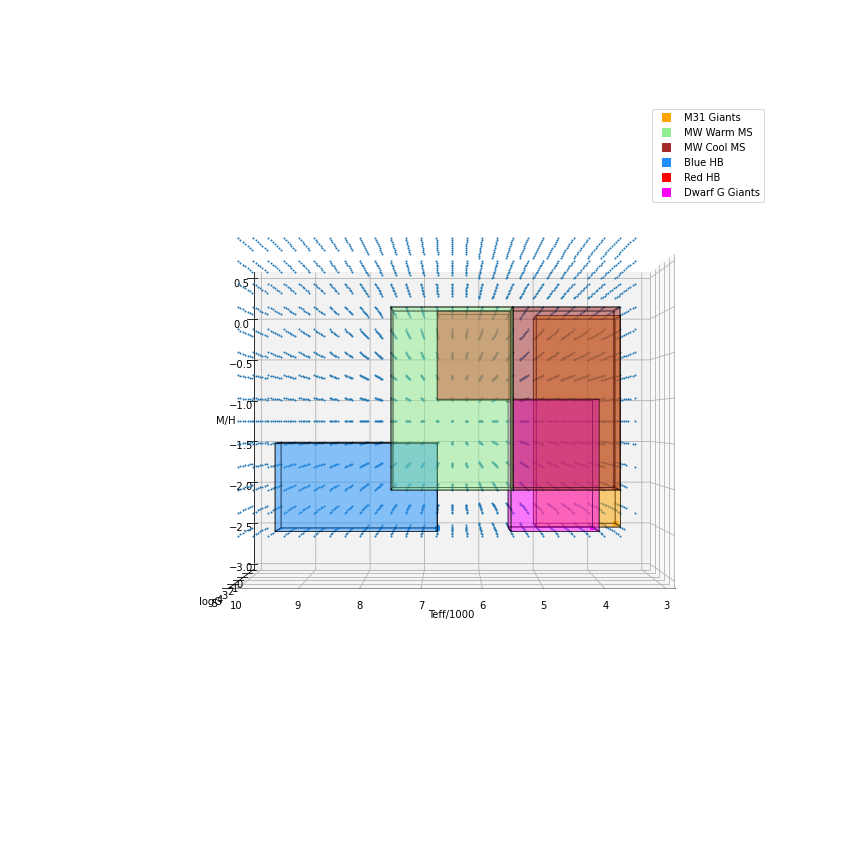 M31 Giants
MW Warm MS
MW Cool MS
Blue HB
Red HB
Dwarf G Giants
0.5
0.0
−0.5
−1.0
M/H
−1.5
−2.0
−2.5
−3.0
10
9
8
7
6
5
4
3
Teff/1000